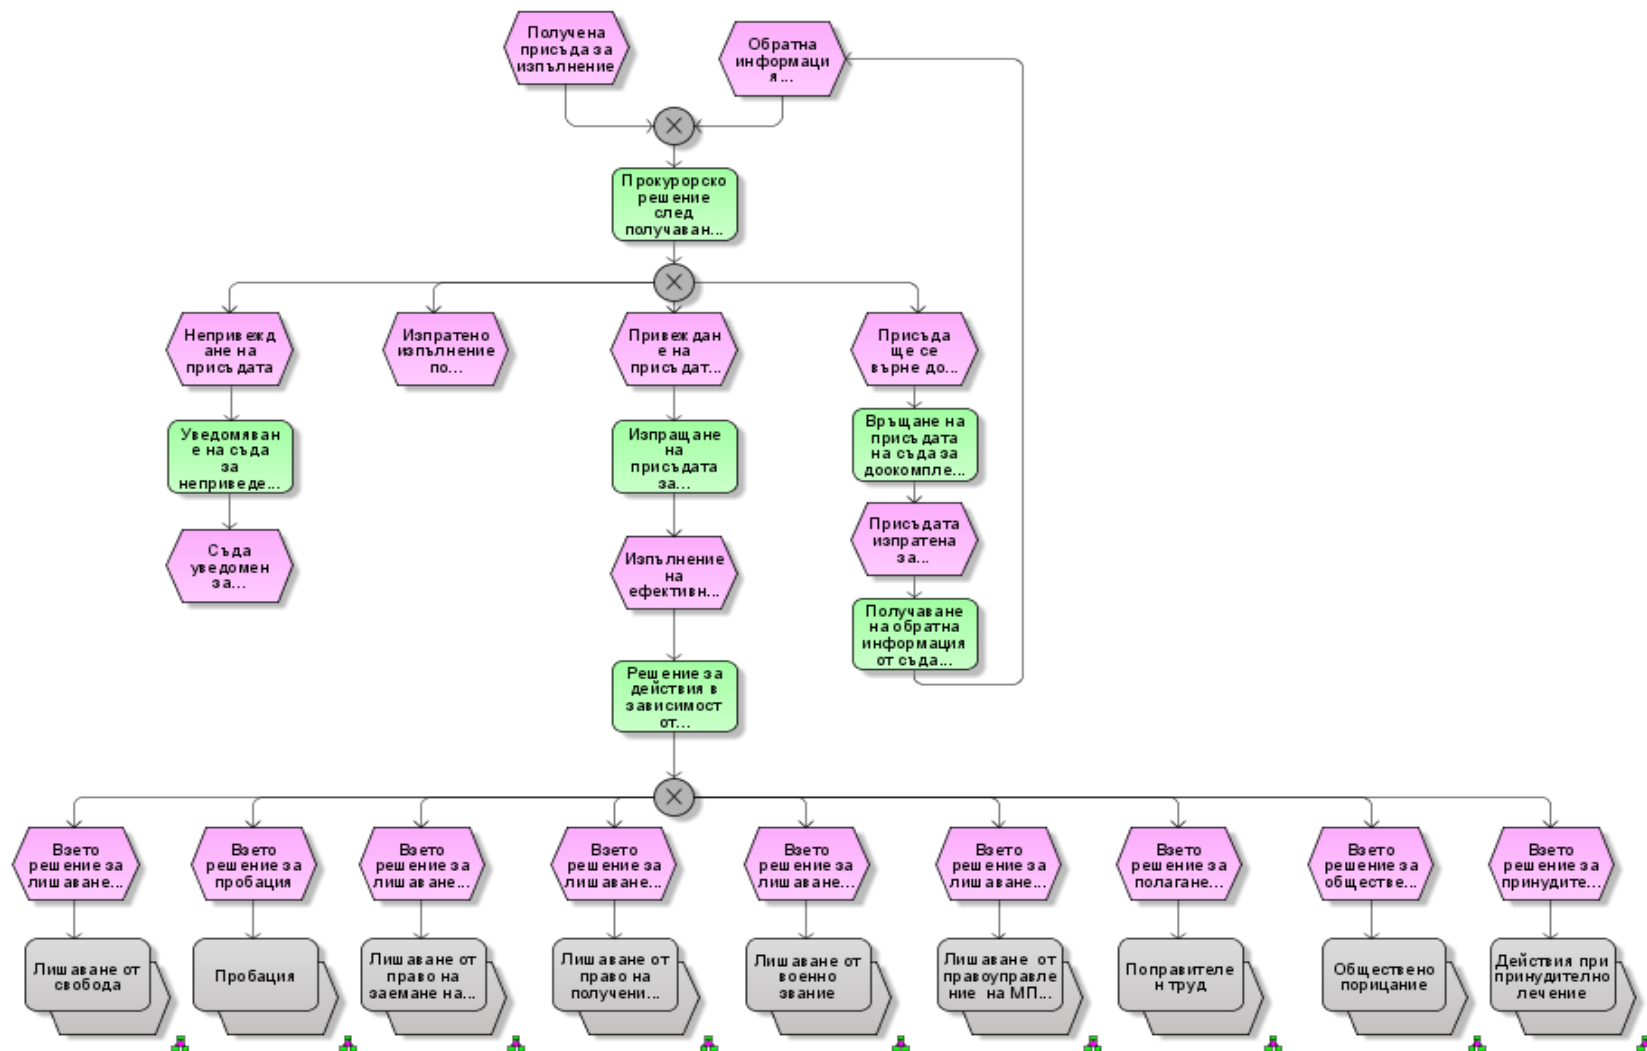 Получена
присъда за
изпълнение
Обратна
информаци
я...
Прокурорско
решение
след
получаван...
Непривежд
ане на
присъдата
Изпратено
изпълнение
по...
Привеждан
е на
присъдат...
Присъда
ще се
върне до...
Уведомяван
е на съда
за
неприведе...
Изпращане
на
присъдата
за...
Връщане на
присъдата
на съда за
доокомпле...
Съда
уведомен
за...
Изпълнение
на
ефективн...
Присъдата
изпратена
за...
Получаване
на обратна
информация
от съда...
Решение за
действия в
зависимост
от...
Взето
решение за
лишаване...
Взето
решение за
пробация
Взето
решение за
лишаване...
Взето
решение за
лишаване...
Взето
решение за
лишаване...
Взето
решение за
лишаване...
Взето
решение за
полагане...
Взето
решение за
обществе...
Взето
решение за
принудите...
Лишаване от
свобода
Пробация
Лишаване от
право на
заемане на...
Лишаване от
право на
получени...
Лишаване от
военно
звание
Лишаване от
правоуправле
ние на МП...
Поправителе
н труд
Обществено
порицание
Действия при
принудително
лечение